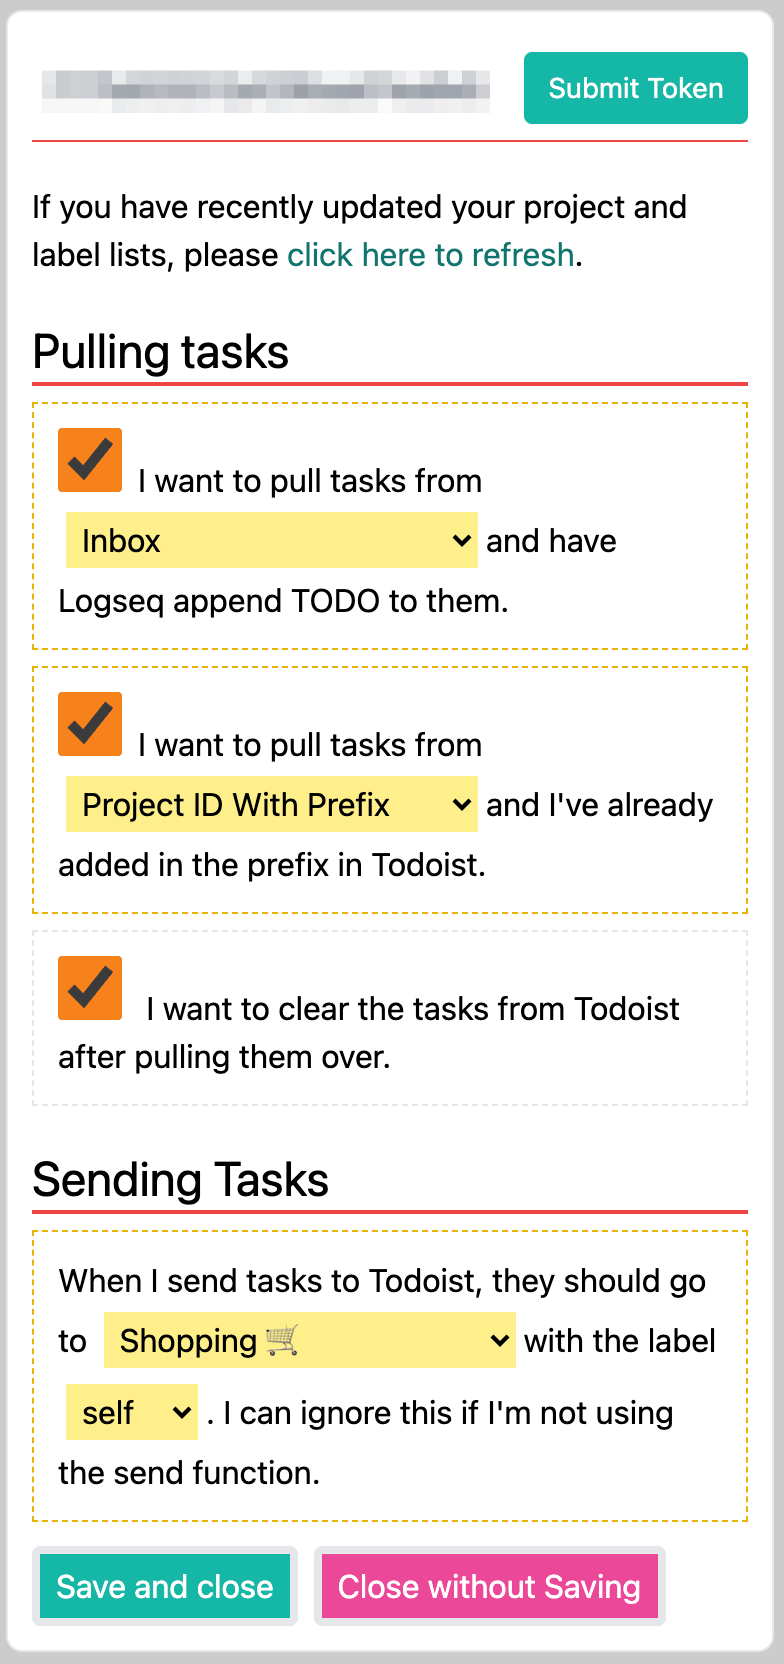 Submit Token
If you have recently updated your project and
label lists, please click here to refresh.
Pulling tasks
I want to pull tasks from
Inbox and have
Logseq append TODO to them.
I want to pull tasks from
Project ID With Prefix and I've already
added in the prefix in Todoist.
I want to clear the tasks from Todoist
after pulling them over.
Sending Tasks
When I send tasks to Todoist, they should go
to Shopping 🛒 with the label
self . I can ignore this if I'm not using
the send function.
Save and close Close without Saving